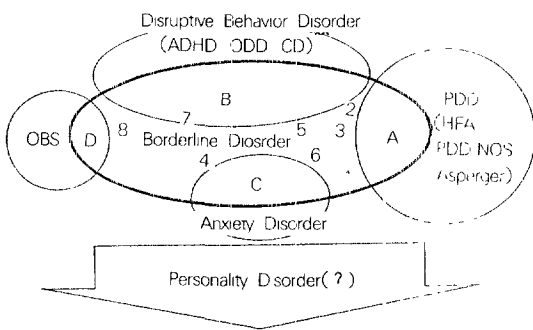 Disruptive Behavior Disorder
(ADHD ODD CD)
PDD
(HFA
PDD NOS
Asperger)
B
2
7
5
3
8
OBS
D
Borderline Diosrder
A
4
6
C
Anxiety Disorder
Personality Disorder(?)